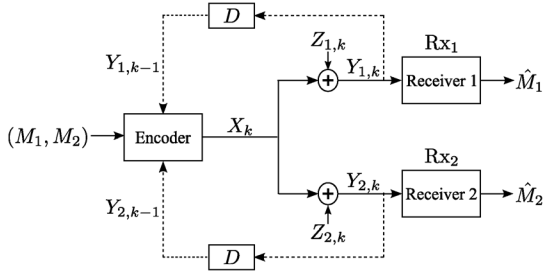 D
Z_{1,k}
Rx_1
Y_{1,k-1}
Y_{1,k}
Receiver 1
\hat{M}_1
(M_1, M_2)
Encoder
X_k
Rx_2
Y_{2,k-1}
Y_{2,k}
Receiver 2
\hat{M}_2
Z_{2,k}
D